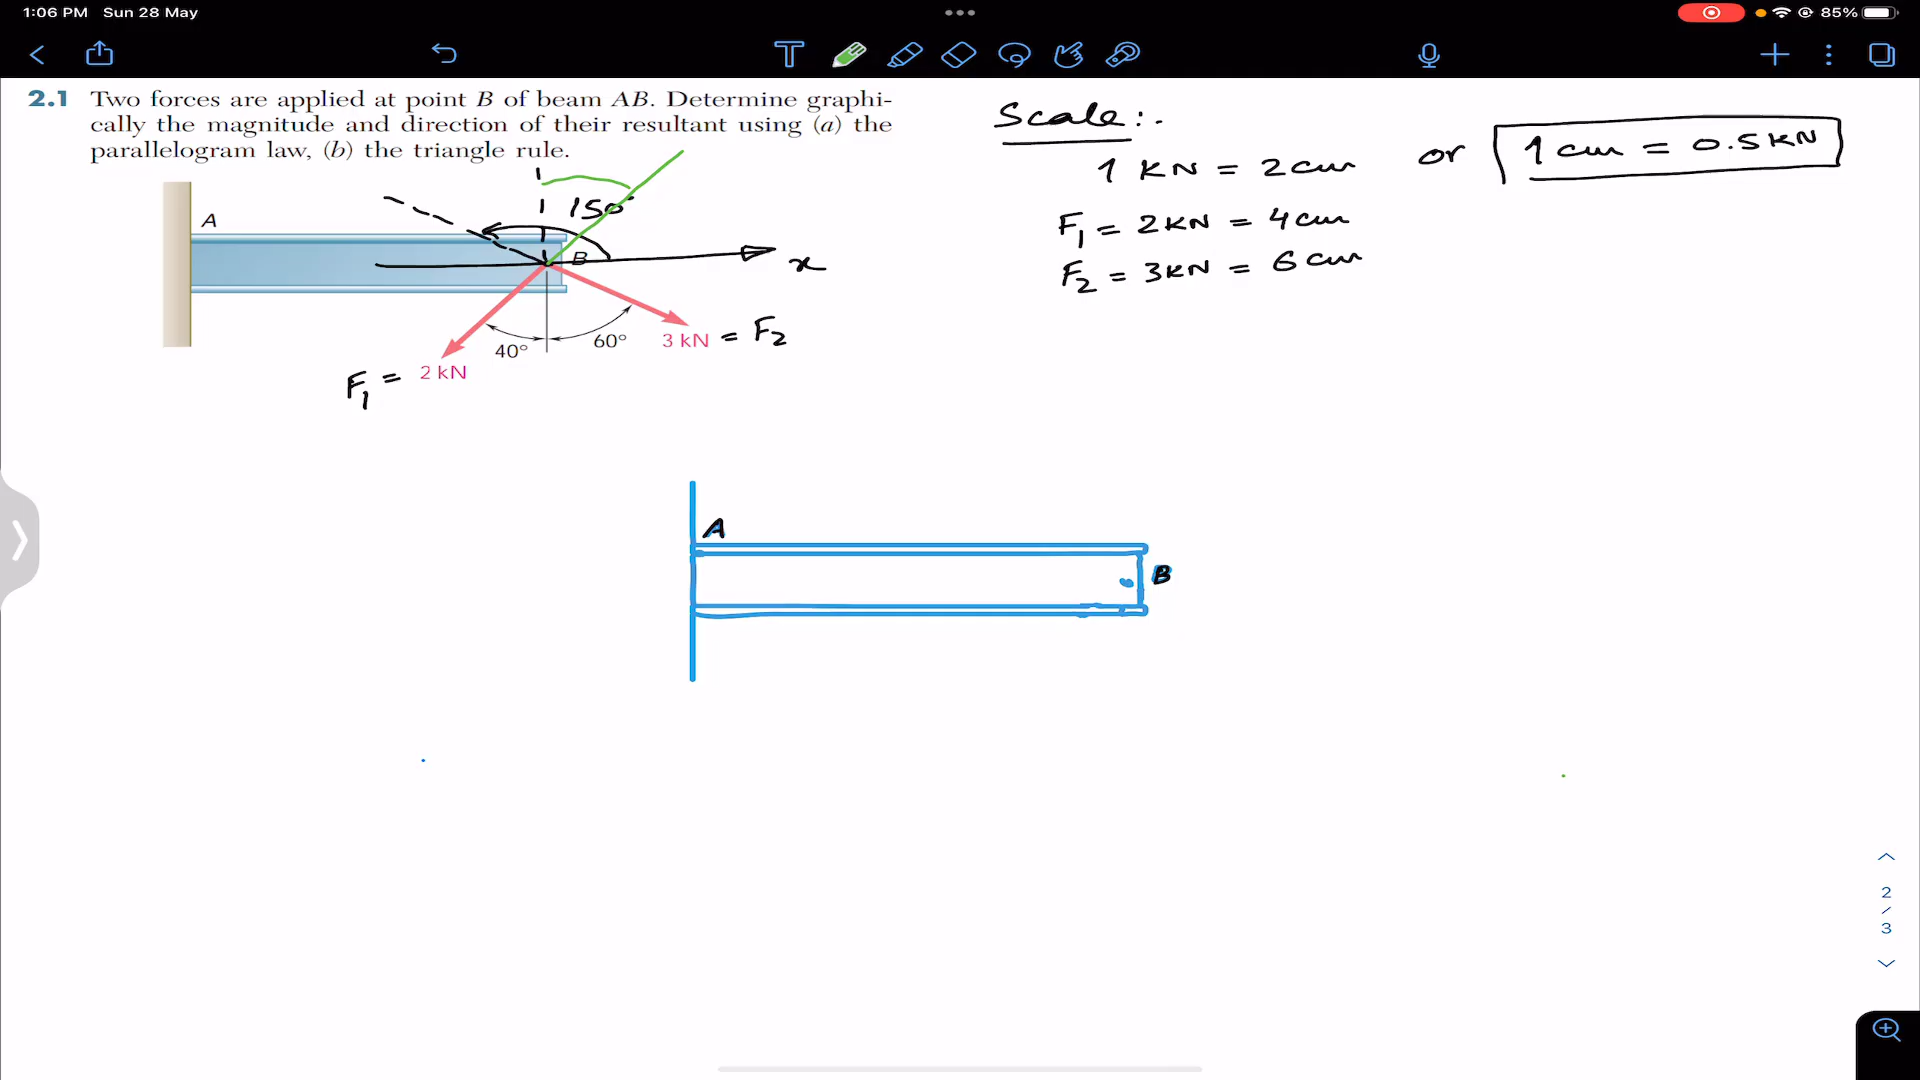 1:06 PM Sun 28 May
85%
2.1 Two forces are applied at point B of beam AB. Determine graphi-
cally the magnitude and direction of their resultant using (a) the
parallelogram law, (b) the triangle rule.
Scale:.
1 KN = 2 cm or 1 cm = 0.5 KN
F1 = 2 KN = 4 cm
F2 = 3 KN = 6 cm
150°
A
B
x
40°
60°
3 kN = F2
F1 = 2 kN
A
B
2
/
3